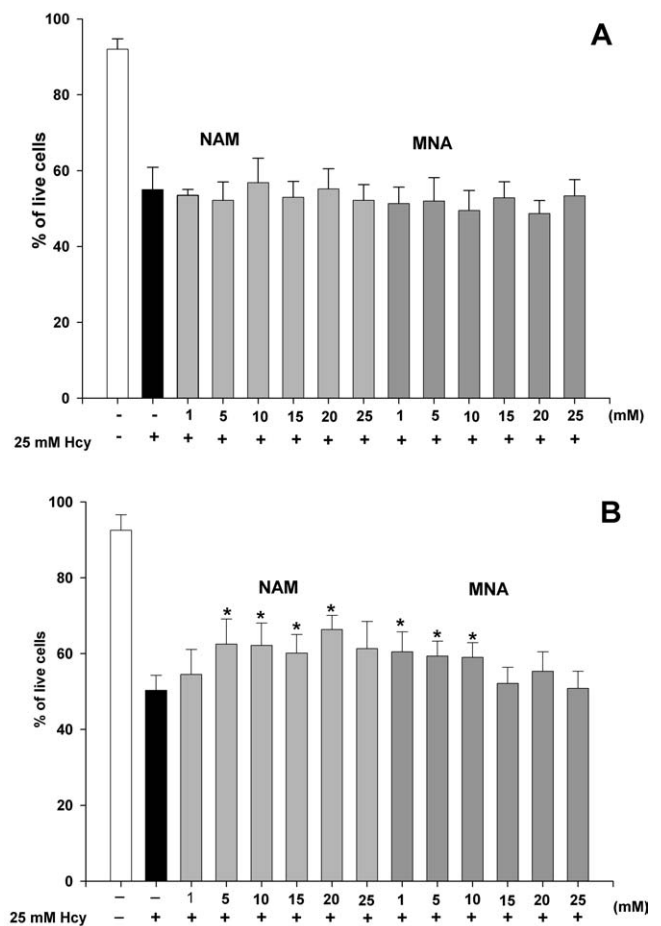 A
100
80
60
40
20
0
% of live cells
NAM
MNA
- - 1 5 10 15 20 25 1 5 10 15 20 25 (mM)
25 mM Hcy - + + + + + + + + + + + + +
B
100
80
60
40
20
0
% of live cells
NAM
MNA
* * * * * * *
– – 1 5 10 15 20 25 1 5 10 15 20 25 (mM)
25 mM Hcy – + + + + + + + + + + + + +